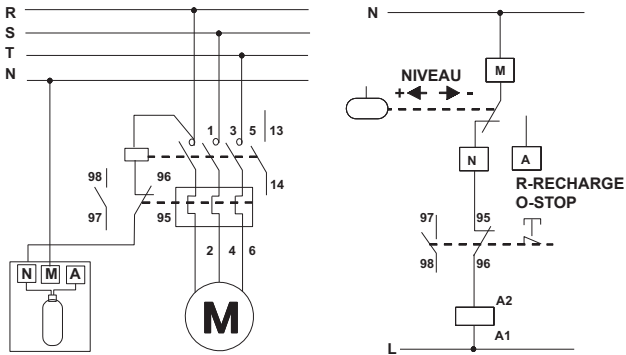 R
S
T
N
1 3 5 13
14
98 96
97 95
2 4 6
N M A
M
N
M
NIVEAU
+ -
N A
R-RECHARGE
O-STOP
97 95
98 96
A2
A1
L